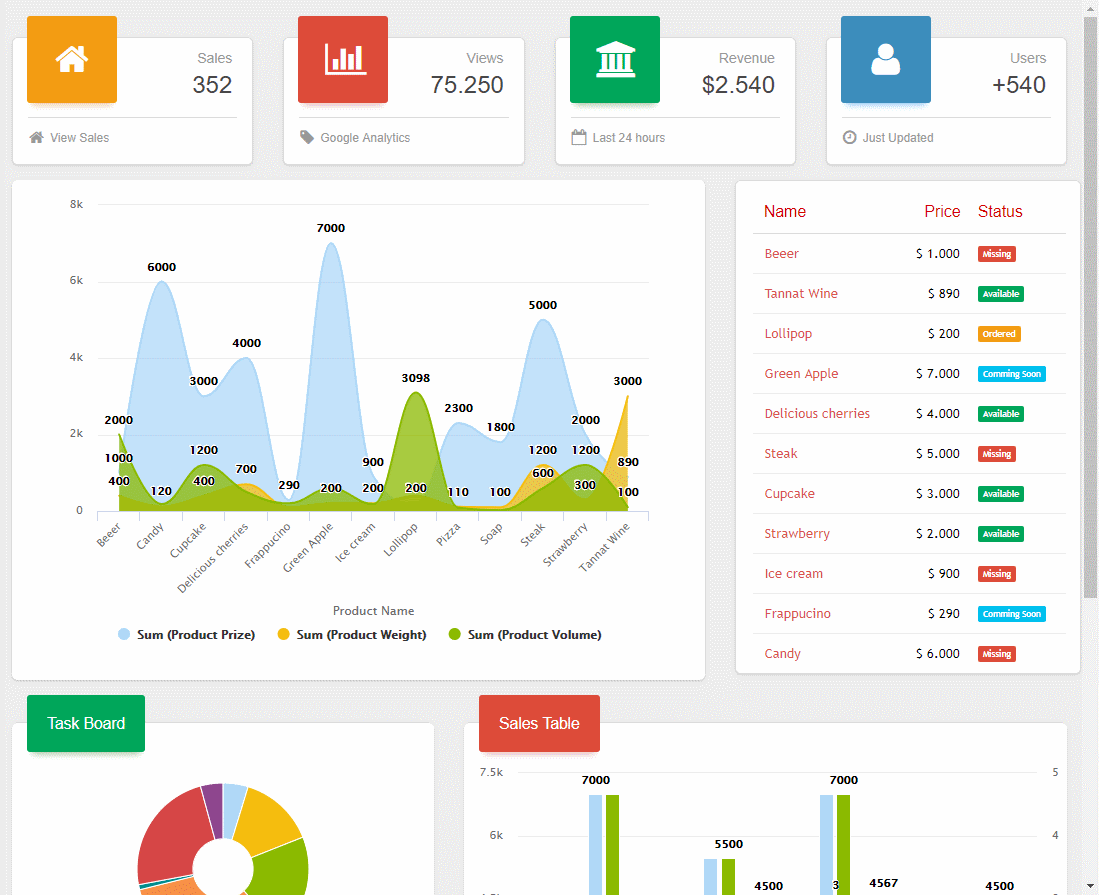 Sales
352
View Sales
Views
75.250
Google Analytics
Revenue
$2.540
Last 24 hours
Users
+540
Just Updated
8k
6k
4k
2k
0
7000
6000
5000
4000
3000
3098
3000
2300
2000
1800
2000
1000
1200
700
900
1200
1200
890
400
120
400
290
200
200
200
110
100
600
300
100
Beeer
Candy
Cupcake
Delicious cherries
Frappucino
Green Apple
Ice cream
Lollipop
Pizza
Soap
Steak
Strawberry
Tannat Wine
Product Name
Sum (Product Prize) Sum (Product Weight) Sum (Product Volume)
Name Price Status
Beeer $ 1.000 Missing
Tannat Wine $ 890 Available
Lollipop $ 200 Ordered
Green Apple $ 7.000 Comming Soon
Delicious cherries $ 4.000 Available
Steak $ 5.000 Missing
Cupcake $ 3.000 Available
Strawberry $ 2.000 Available
Ice cream $ 900 Missing
Frappucino $ 290 Comming Soon
Candy $ 6.000 Missing
Task Board
Sales Table
7.5k
7000
7000
5
6k
5500
4
4500
3
4567
4500